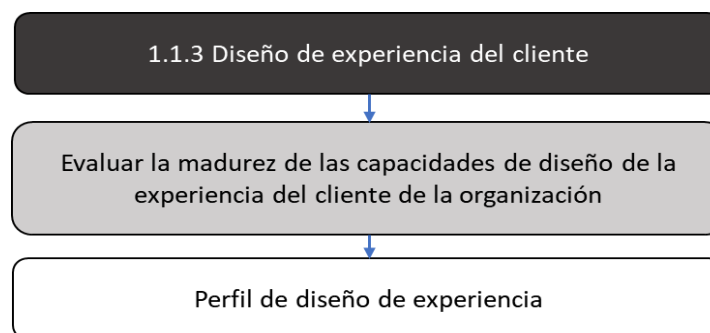 1.1.3 Diseño de experiencia del cliente
Evaluar la madurez de las capacidades de diseño de la
experiencia del cliente de la organización
Perfil de diseño de experiencia